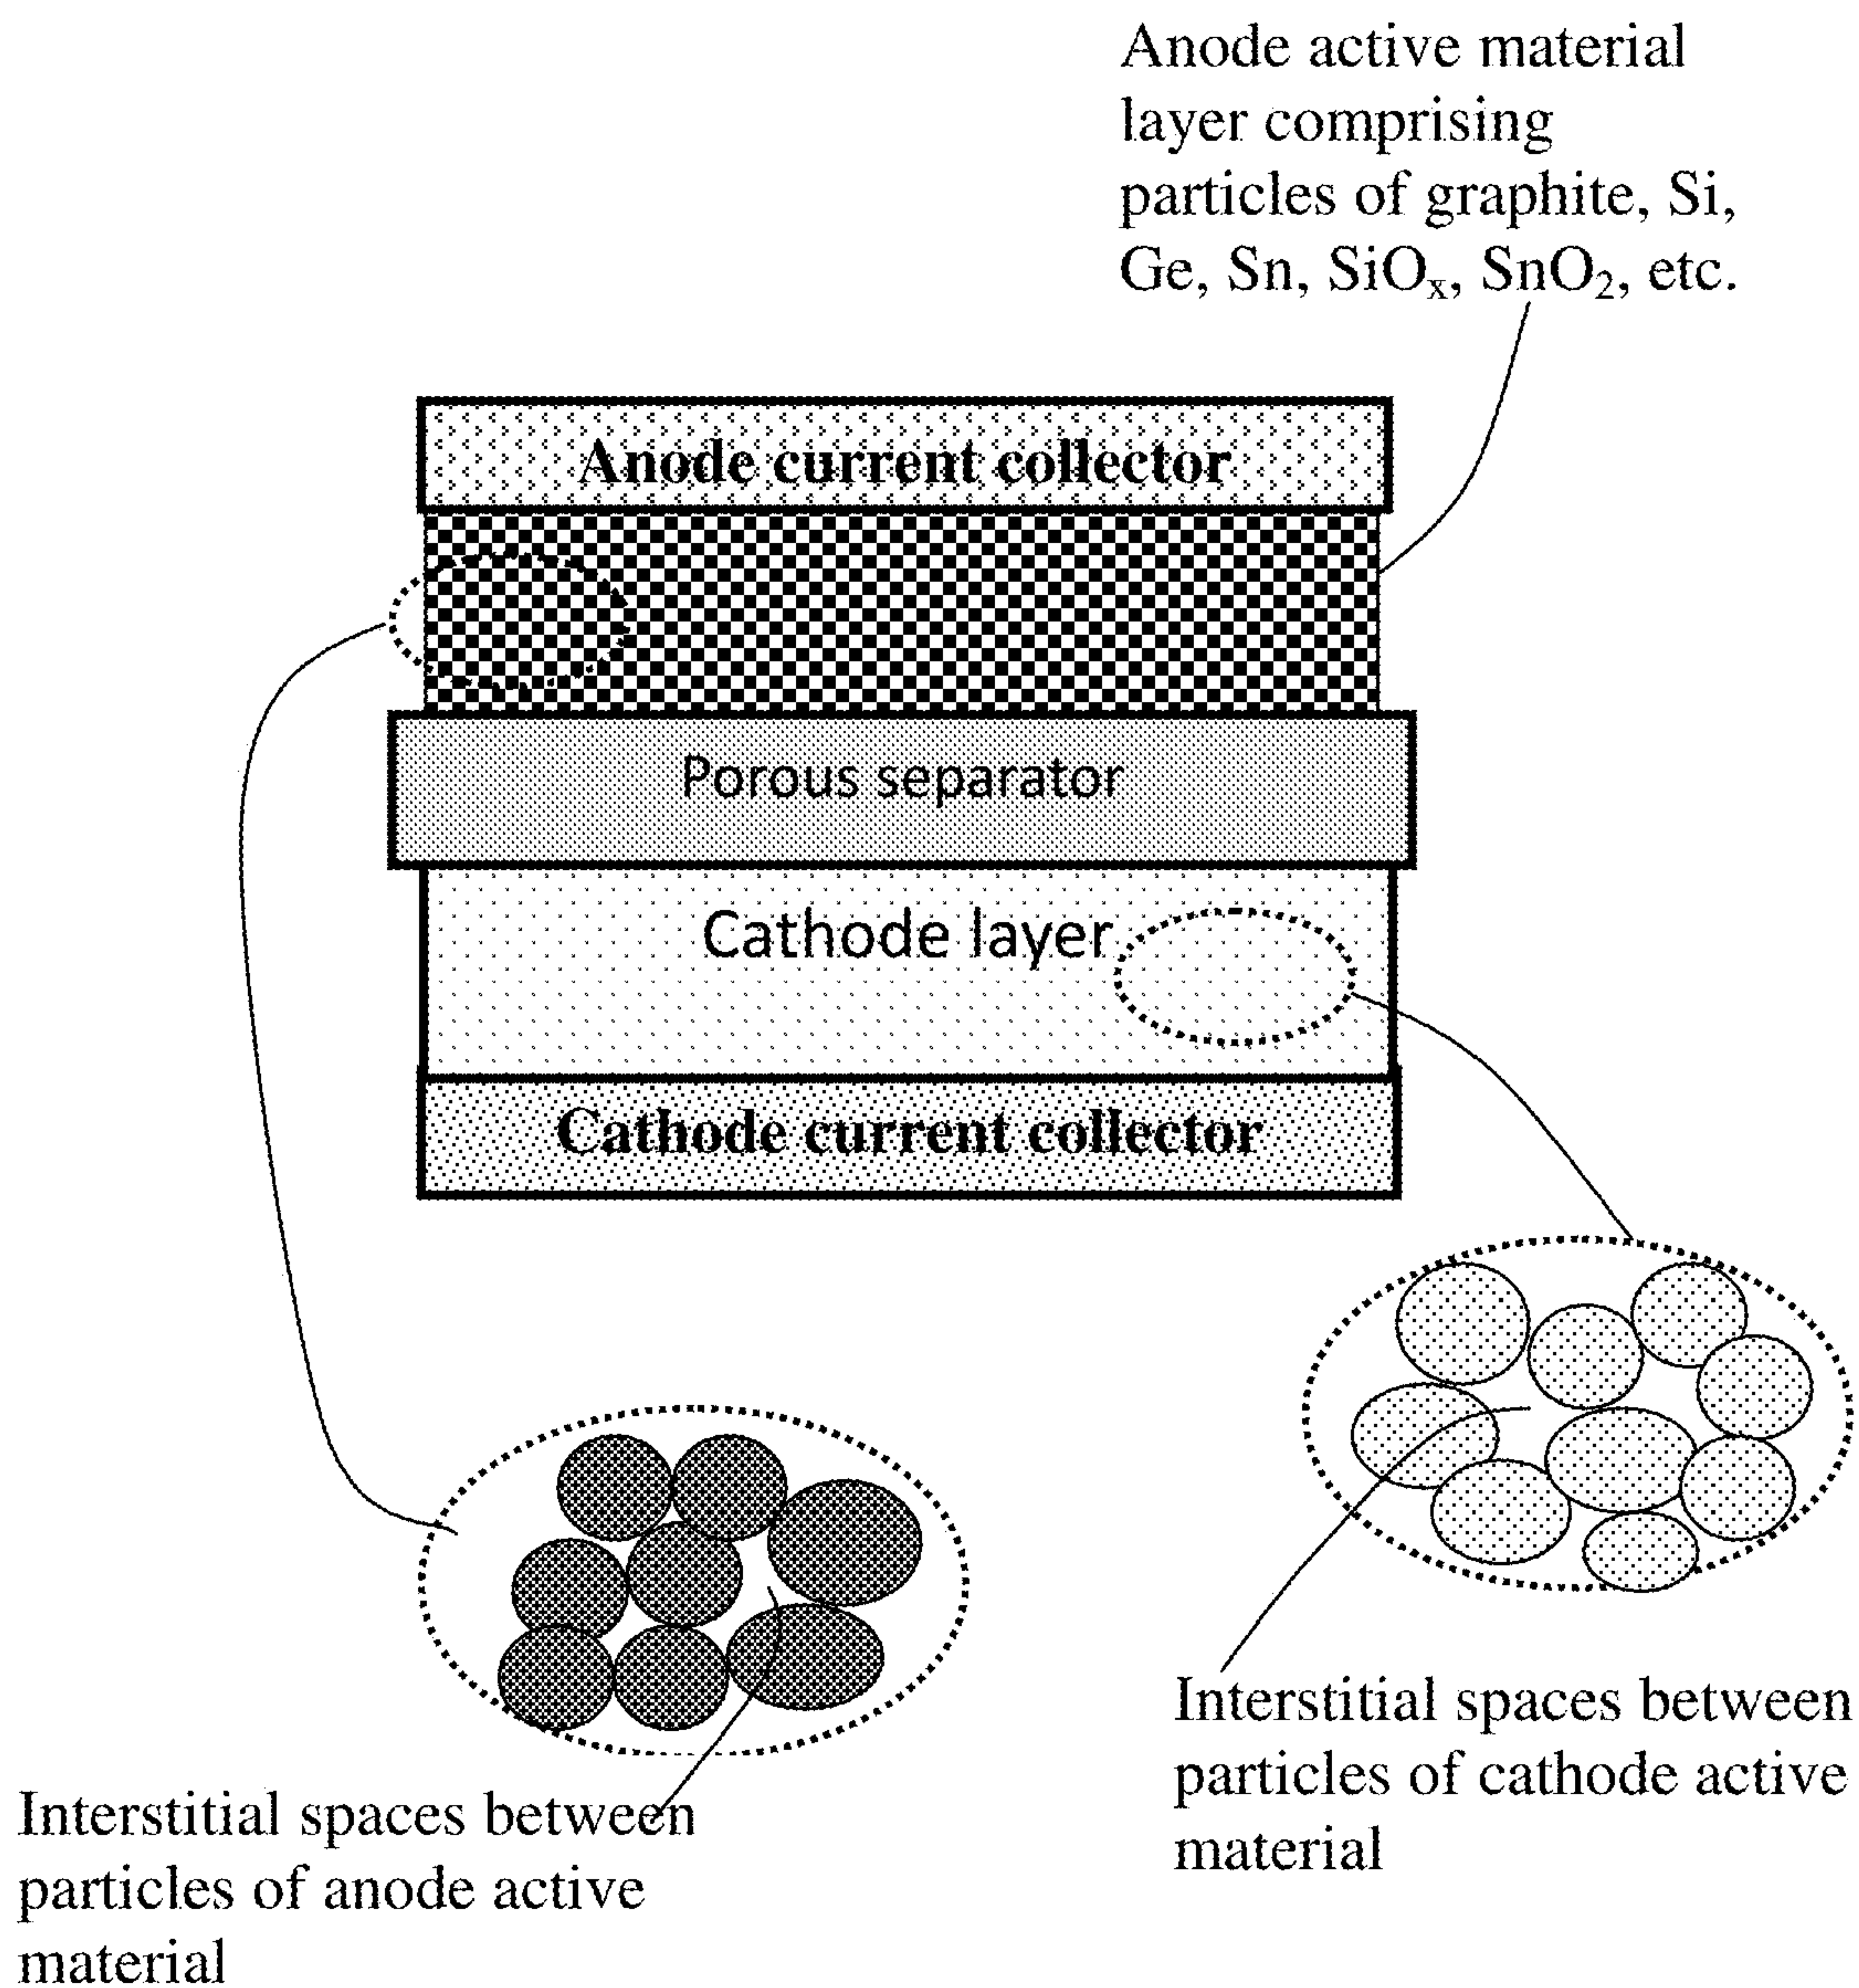 Anode active material
layer comprising
particles of graphite, Si,
Ge, Sn, SiOₓ, SnO₂, etc.
Anode current collector
Porous separator
Cathode layer
Cathode current collector
Interstitial spaces between
particles of cathode active
material
Interstitial spaces between
particles of anode active
material